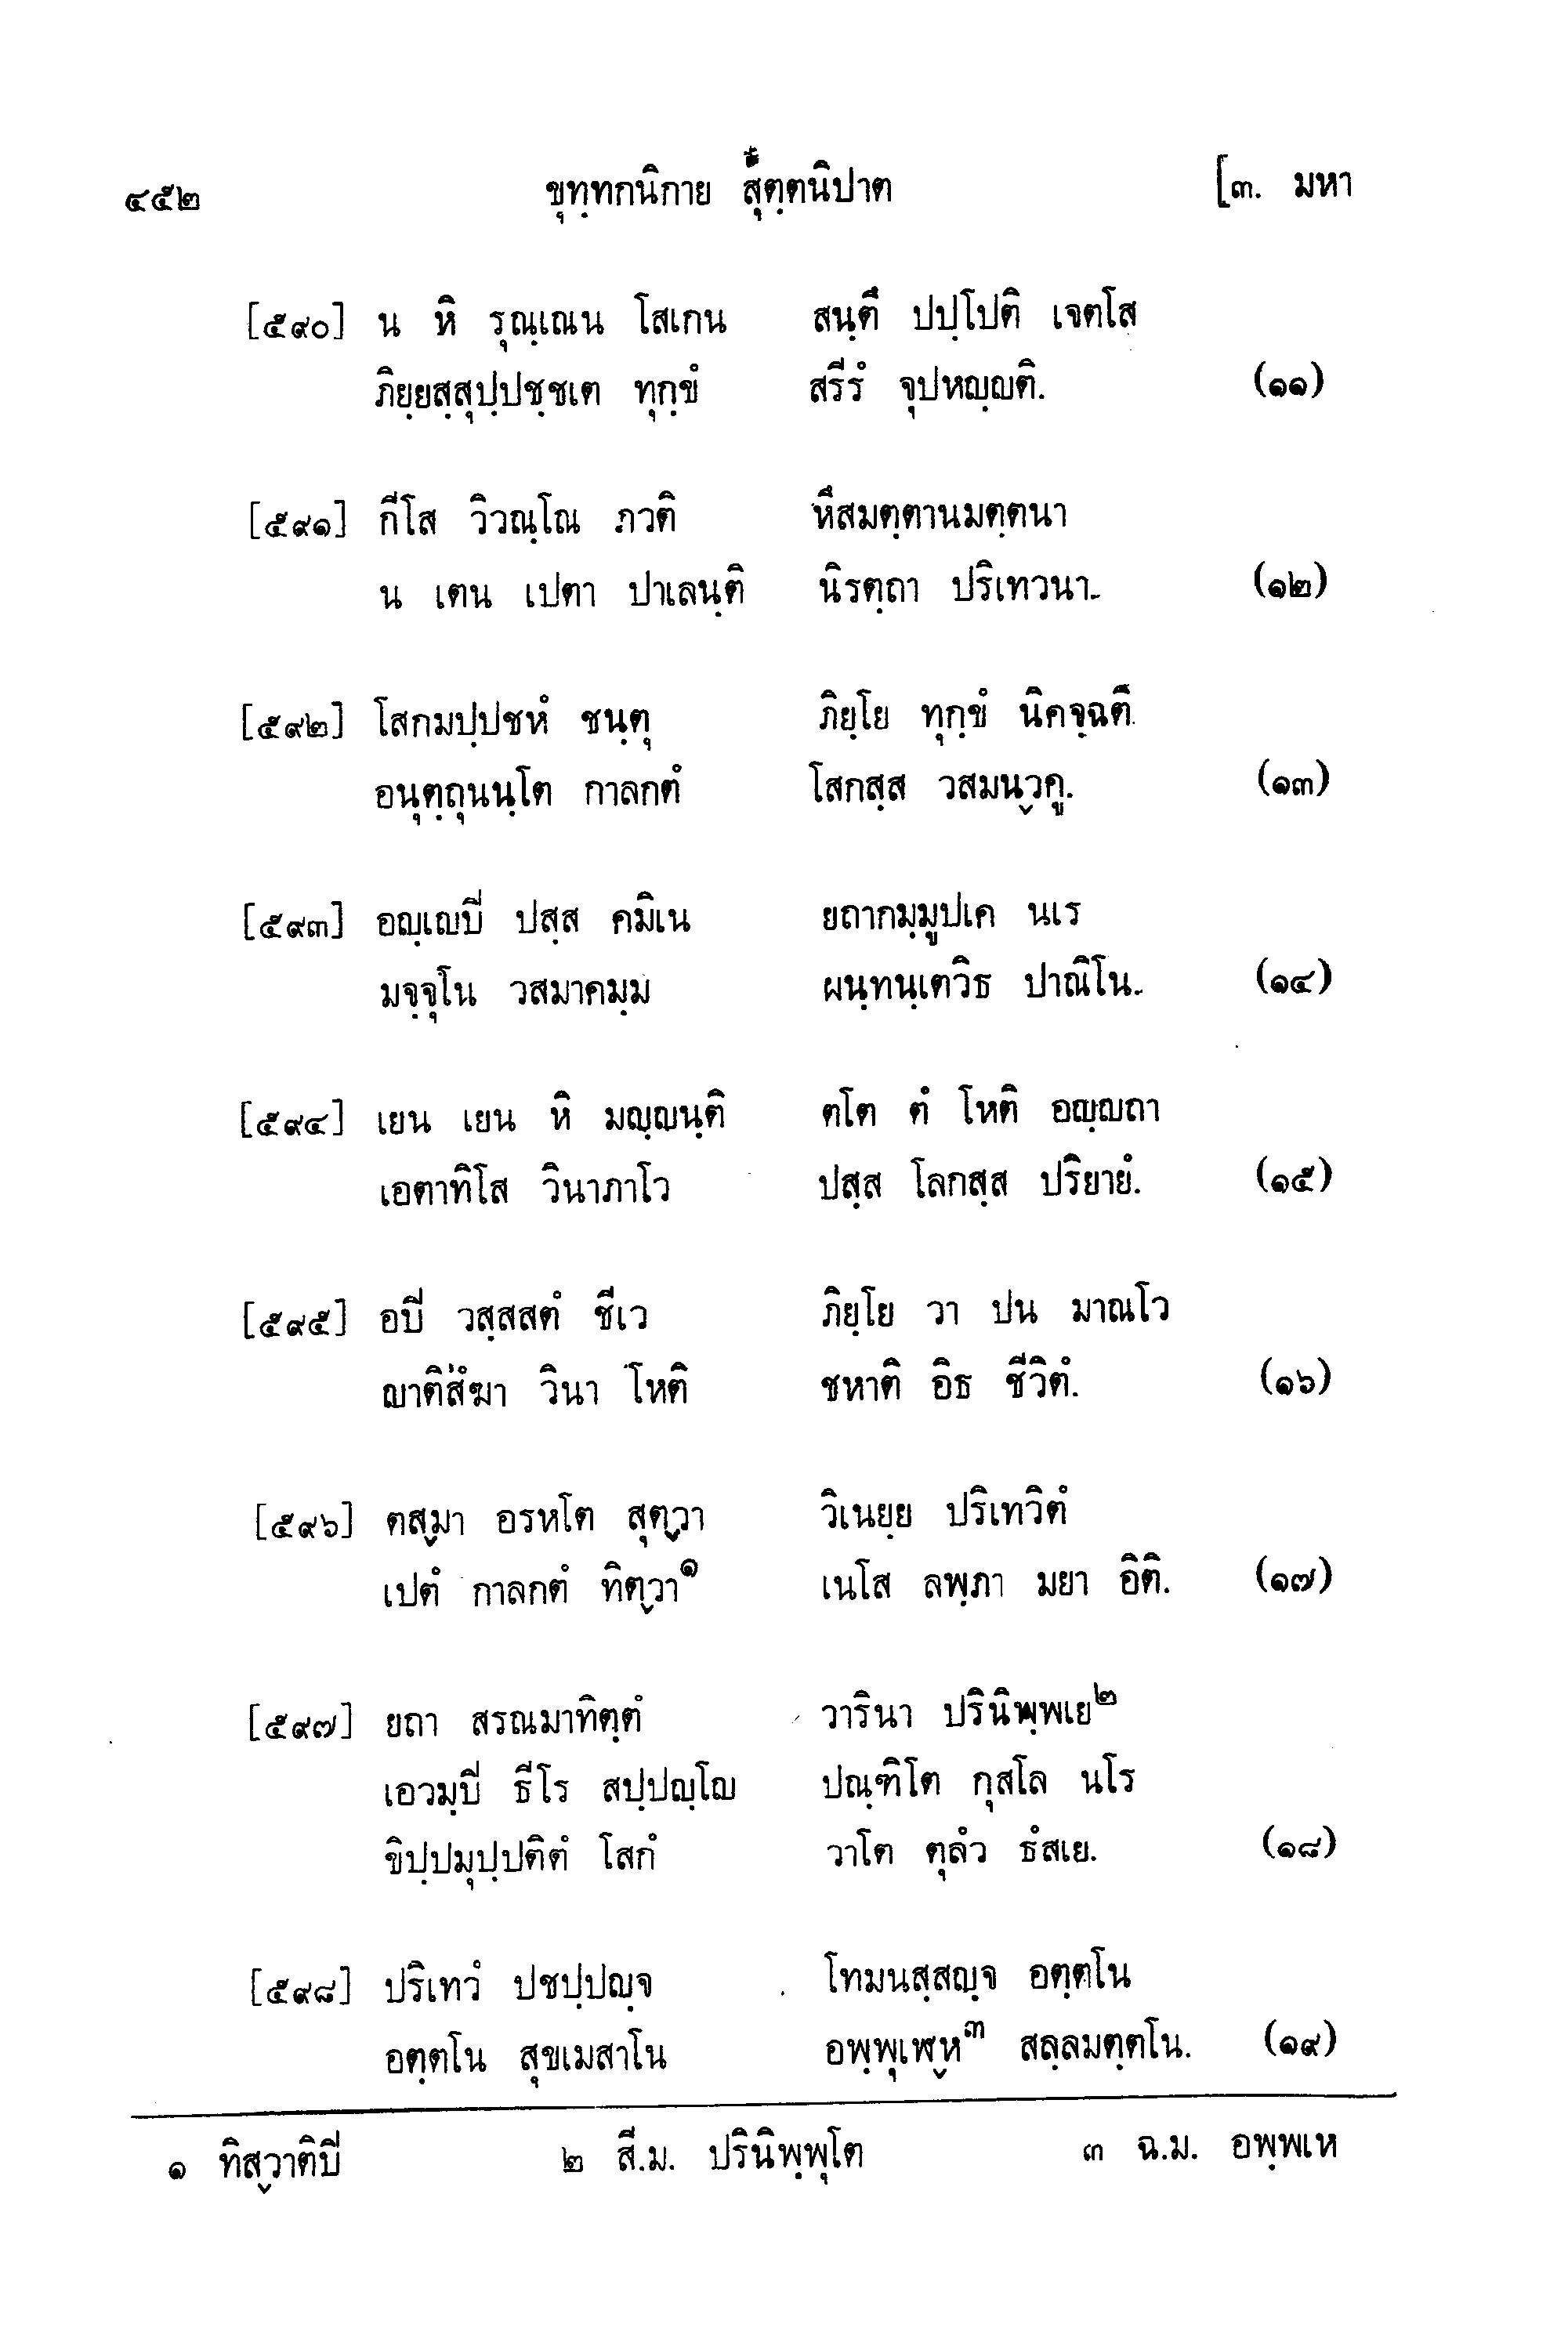 ๔๕๒ ขุทฺทกนิกาย สุตฺตนิปาต [๓. มหา
[๕๙๐] น หิ รุณฺเณน โสเกน สนฺตึ ปปฺโปติ เจตโส
ภิยฺยสฺสุปฺปชฺชเต ทุกฺขํ สรีรํ จุปหญฺญติ. (๑๑)
[๕๙๑] กีโส วิวณฺโณ ภวติ หึสมตฺตานมตฺตนา
น เตน เปตา ปาเลนฺติ นิรตฺถา ปริเทวนา. (๑๒)
[๕๙๒] โสกมปฺปชหํ ชนฺตุ ภิยฺโย ทุกฺขํ นิคจฺฉติ
อนุตฺถุนนฺโต กาลกตํ โสกสฺส วสมนฺวคู. (๑๓)
[๕๙๓] อญฺเญปี ปสฺส คมิเน ยถากมฺมูปเค นเร
มจฺจุโน วสมาคมฺม ผนฺทนฺเตวิธ ปาณิโน. (๑๔)
[๕๙๔] เยน เยน หิ มญฺญนฺติ ตโต ตํ โหติ อญฺญถา
เอตาทิโส วินาภาโว ปสฺส โลกสฺส ปริยายํ. (๑๕)
[๕๙๕] อปี วสฺสสตํ ชีเว ภิยฺโย วา ปน มาณโว
ญาติสํฆา วินา โหติ ชหาติ อิธ ชีวิตํ. (๑๖)
[๕๙๖] ตสฺมา อรหโต สุตฺวา วิเนยฺย ปริเทวิตํ
เปตํ กาลกตํ ทิตฺวา๑ เนโส ลพฺภา มยา อิติ. (๑๗)
[๕๙๗] ยถา สรณมาทิตฺตํ วารินา ปรินิพฺพเย๒
เอวมฺปี ธีโร สปฺปญฺโญ ปณฺฑิโต กุสโล นโร
ขิปฺปมุปฺปติตํ โสกํ วาโต ตุลํว ธํสเย. (๑๘)
[๕๙๘] ปริเทวํ ปชปฺปญฺจ โทมนสฺสญฺจ อตฺตโน
อตฺตโน สุขเมสาโน อพฺพุเฬฺห๓ สลฺลมตฺตโน. (๑๙)
๑ ทิสฺวาติปี ๒ สี.ม. ปรินิพฺพุโต ๓ ฉ.ม. อพฺพเห